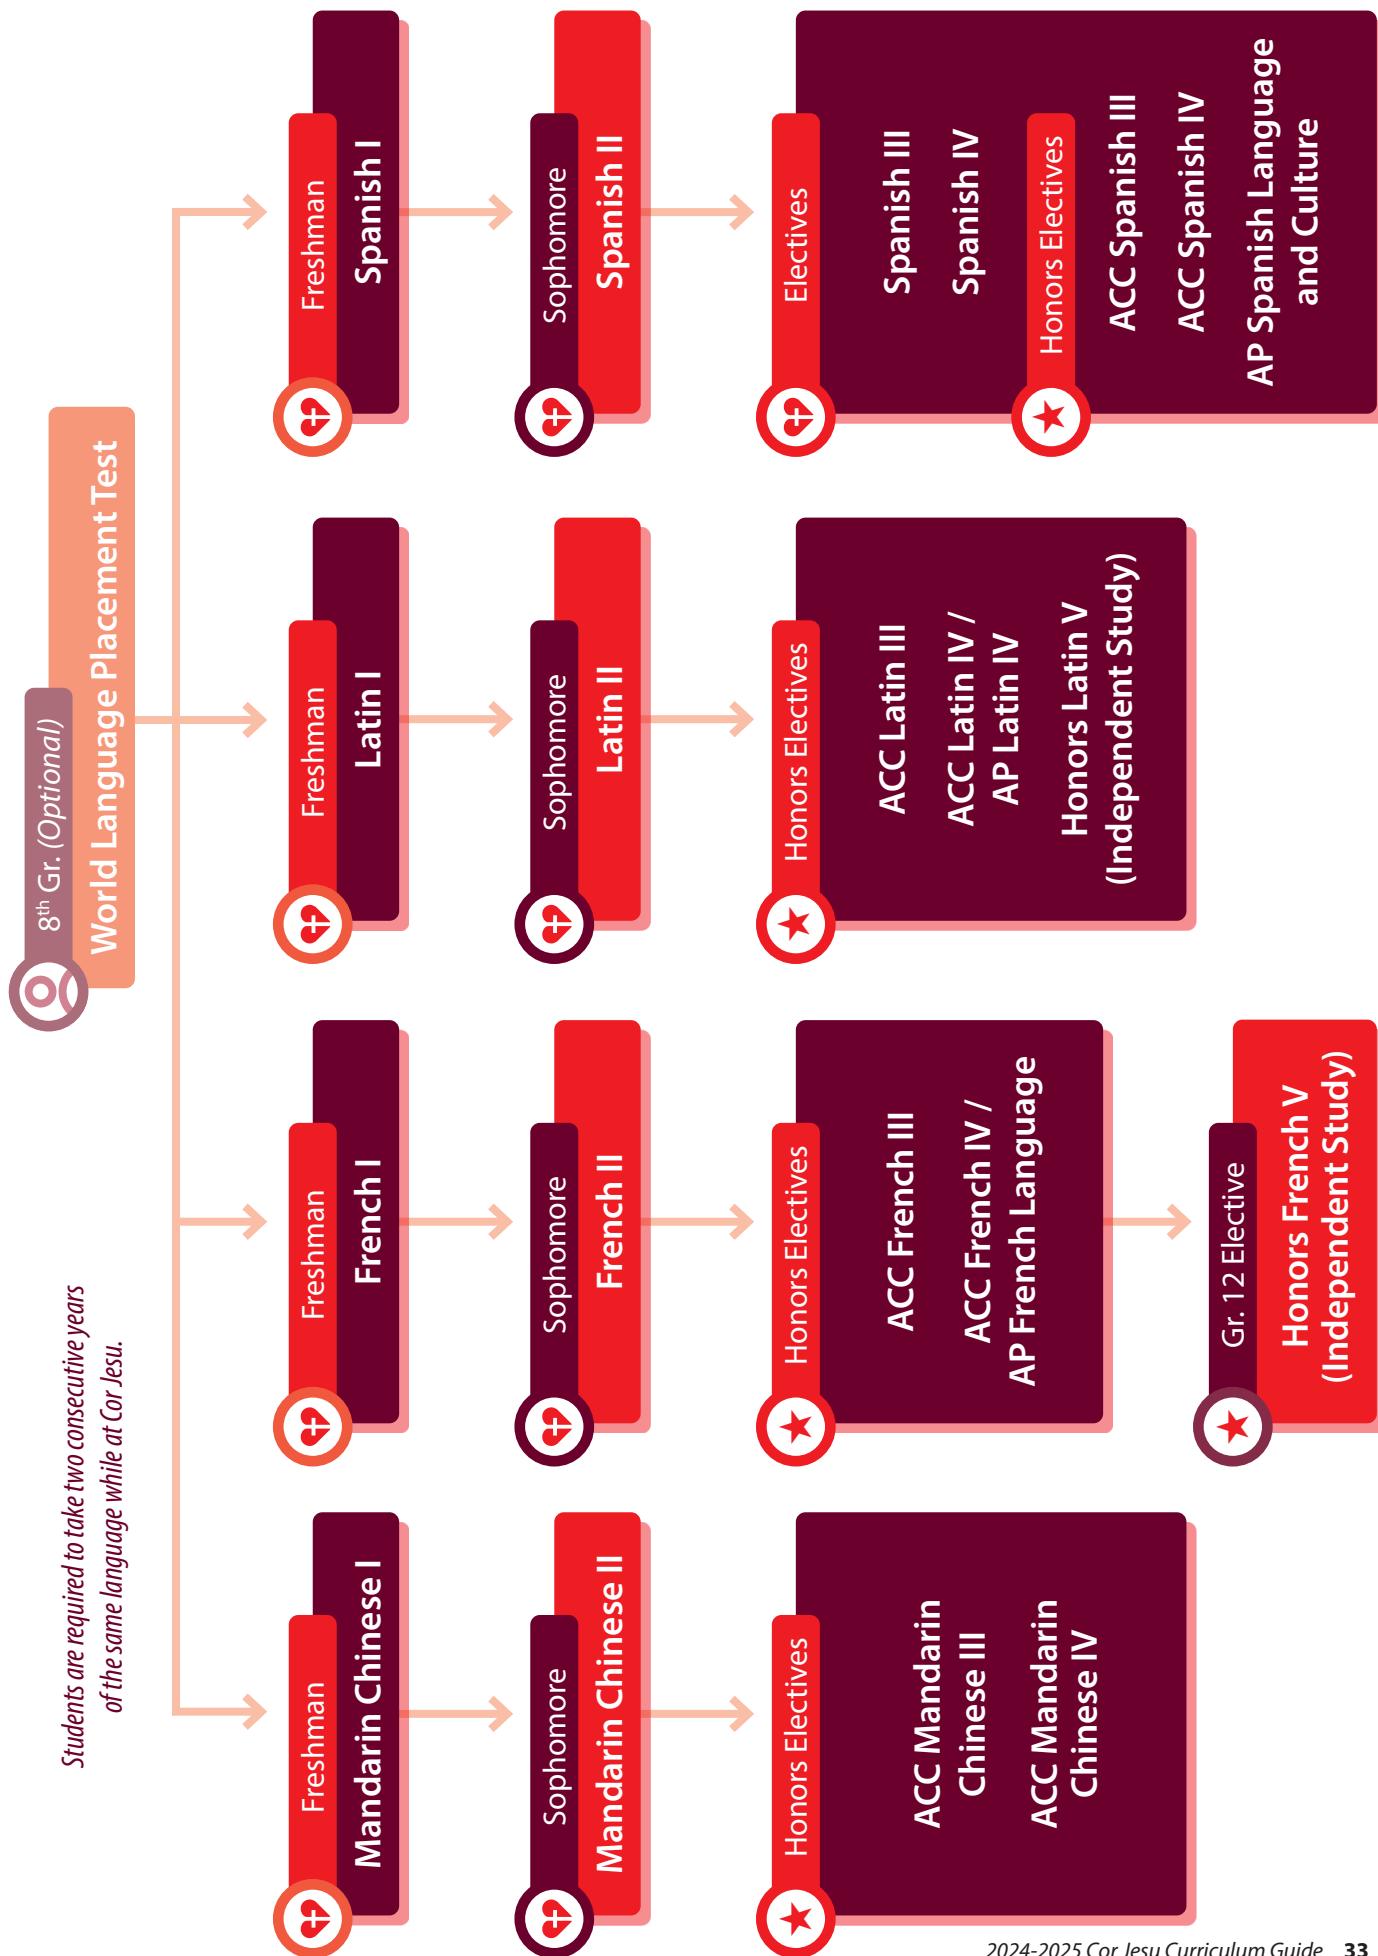 8th Gr. (Optional)
World Language Placement Test
Students are required to take two consecutive years
of the same language while at Cor Jesu.
Freshman
Mandarin Chinese I
Sophomore
Mandarin Chinese II
Honors Electives
ACC Mandarin
Chinese III
ACC Mandarin
Chinese IV
Freshman
French I
Sophomore
French II
Honors Electives
ACC French III
ACC French IV /
AP French Language
Gr. 12 Elective
Honors French V
(Independent Study)
Freshman
Latin I
Sophomore
Latin II
Honors Electives
ACC Latin III
ACC Latin IV /
AP Latin IV
Honors Latin V
(Independent Study)
Freshman
Spanish I
Sophomore
Spanish II
Electives
Spanish III
Spanish IV
Honors Electives
ACC Spanish III
ACC Spanish IV
AP Spanish Language
and Culture
2024-2025 Cor Jesu Curriculum Guide 33